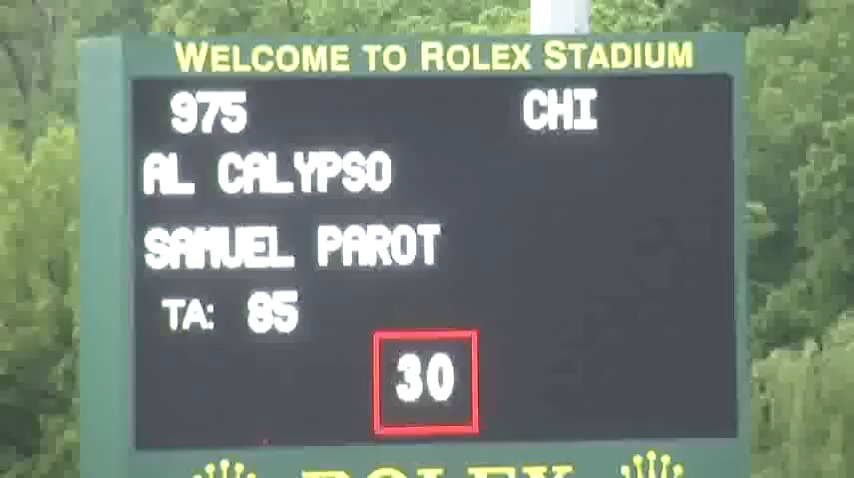 WELCOME TO ROLEX STADIUM
975 CHI
AL CALYPSO
SAMUEL PAROT
TA: 85
30
ROLEX